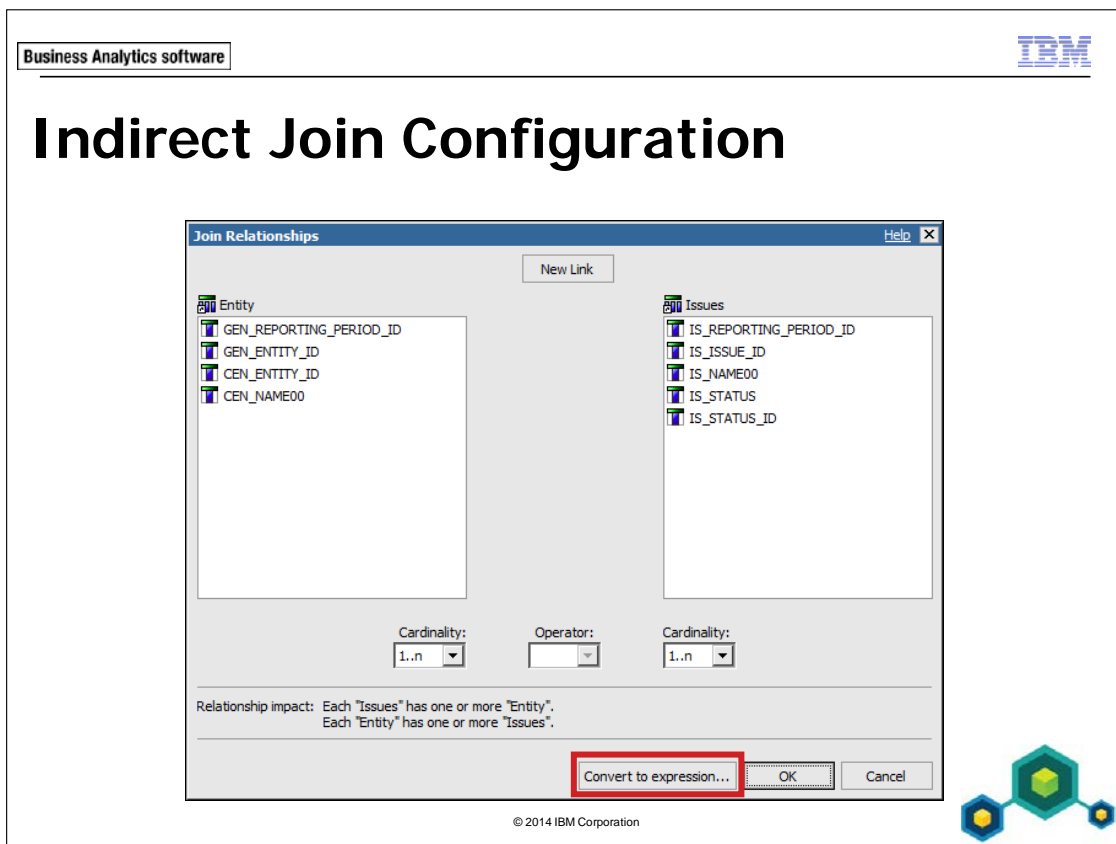 Business Analytics software
IBM
Indirect Join Configuration
Join Relationships
Help
New Link
Entity
GEN_REPORTING_PERIOD_ID
GEN_ENTITY_ID
CEN_ENTITY_ID
CEN_NAME00
Issues
IS_REPORTING_PERIOD_ID
IS_ISSUE_ID
IS_NAME00
IS_STATUS
IS_STATUS_ID
Cardinality:
1..n
Operator:
Cardinality:
1..n
Relationship impact: Each "Issues" has one or more "Entity".
Each "Entity" has one or more "Issues".
Convert to expression...
OK
Cancel
© 2014 IBM Corporation